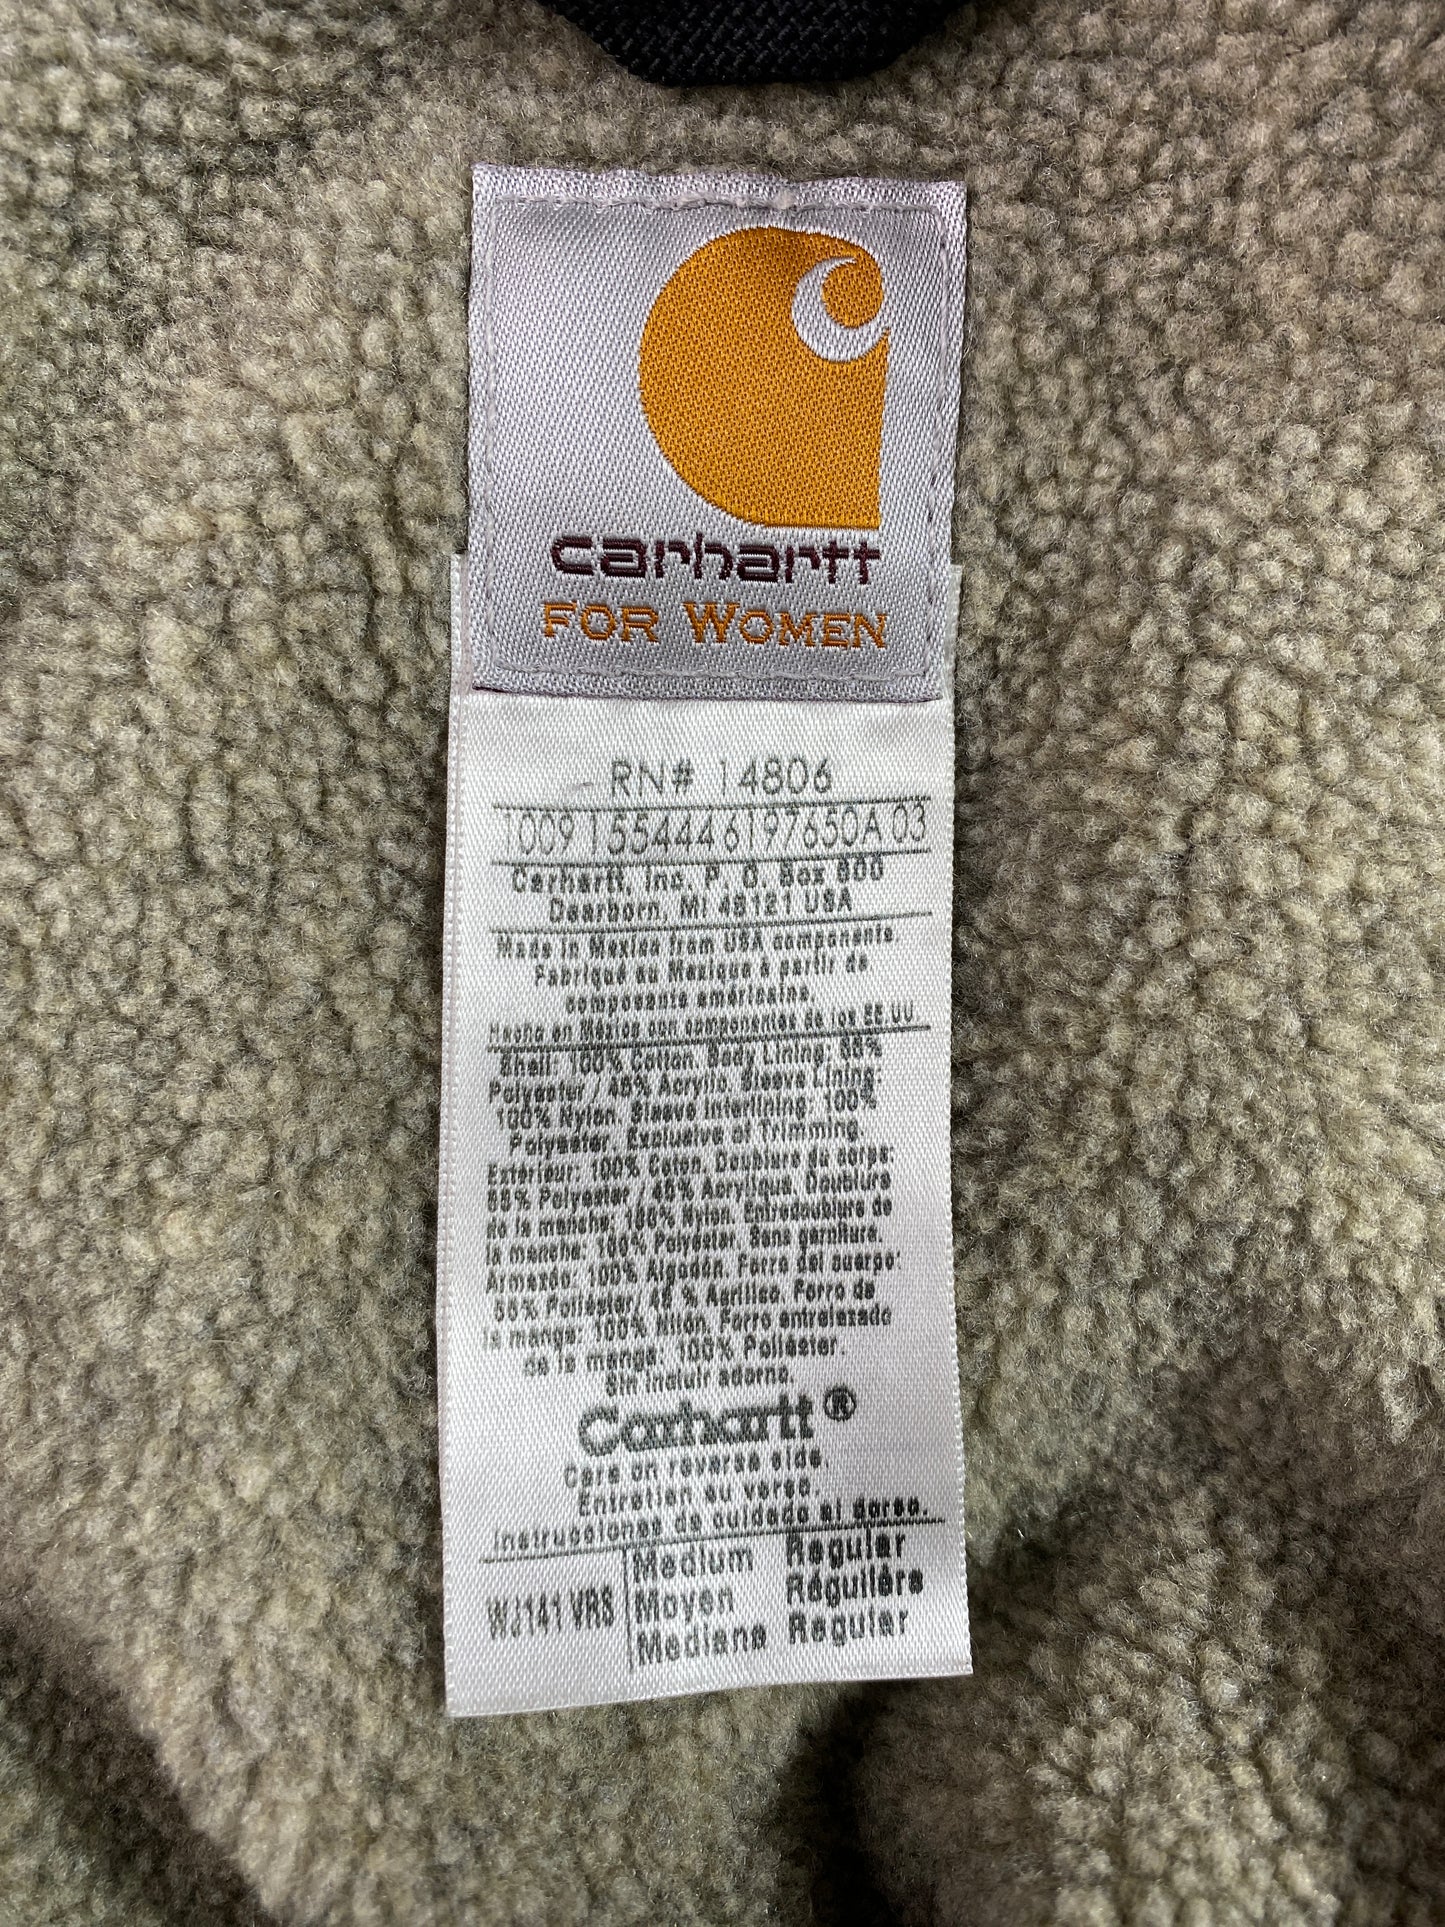 carhartt
FOR WOMEN
RN# 14806
1009 155444 6197650A 03
Carhartt, Inc. P. O. Box 600
Dearborn, MI 48121 USA
Made in Mexico from USA components.
Fabriqué au Mexique à partir de
composants américains.
Hecho en México con componentes de los EE.UU
Shell: 100% Cotton. Body Lining: 55%
Polyester / 45% Acrylic. Sleeve Lining:
100% Nylon. Sleeve Interlining: 100%
Polyester. Exclusive of Trimming
Extérieur: 100% Coton. Doublure du corps:
55% Polyester / 45% Acrylique. Doublure
de la manche: 100% Nylon. Entredoublure de
la manche: 100% Polyester. Sans garniture.
Armazón: 100% Algodón. Forro del cuerpo:
55% Poliéster/ 45 % Acrílico. Forro de
la manga: 100% Nilón. Forro entrelazado
de la manga: 100% Poliéster.
Sin incluir adorno.
Carhartt®
Care on reverse side.
Entretien au verso.
Instrucciones de cuidado al dorso.
WJ141 VRS
Medium Regular
Moyen Régulière
Mediana Regular